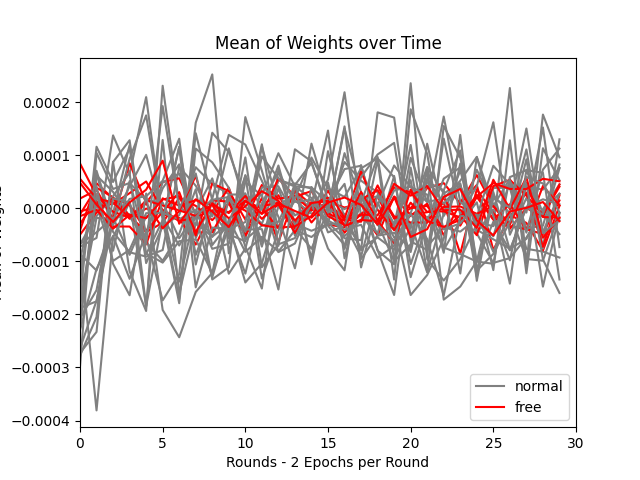 Mean of Weights over Time
0.0002
0.0001
0.0000
−0.0001
−0.0002
−0.0003
−0.0004
0 5 10 15 20 25 30
Rounds - 2 Epochs per Round
normal
free